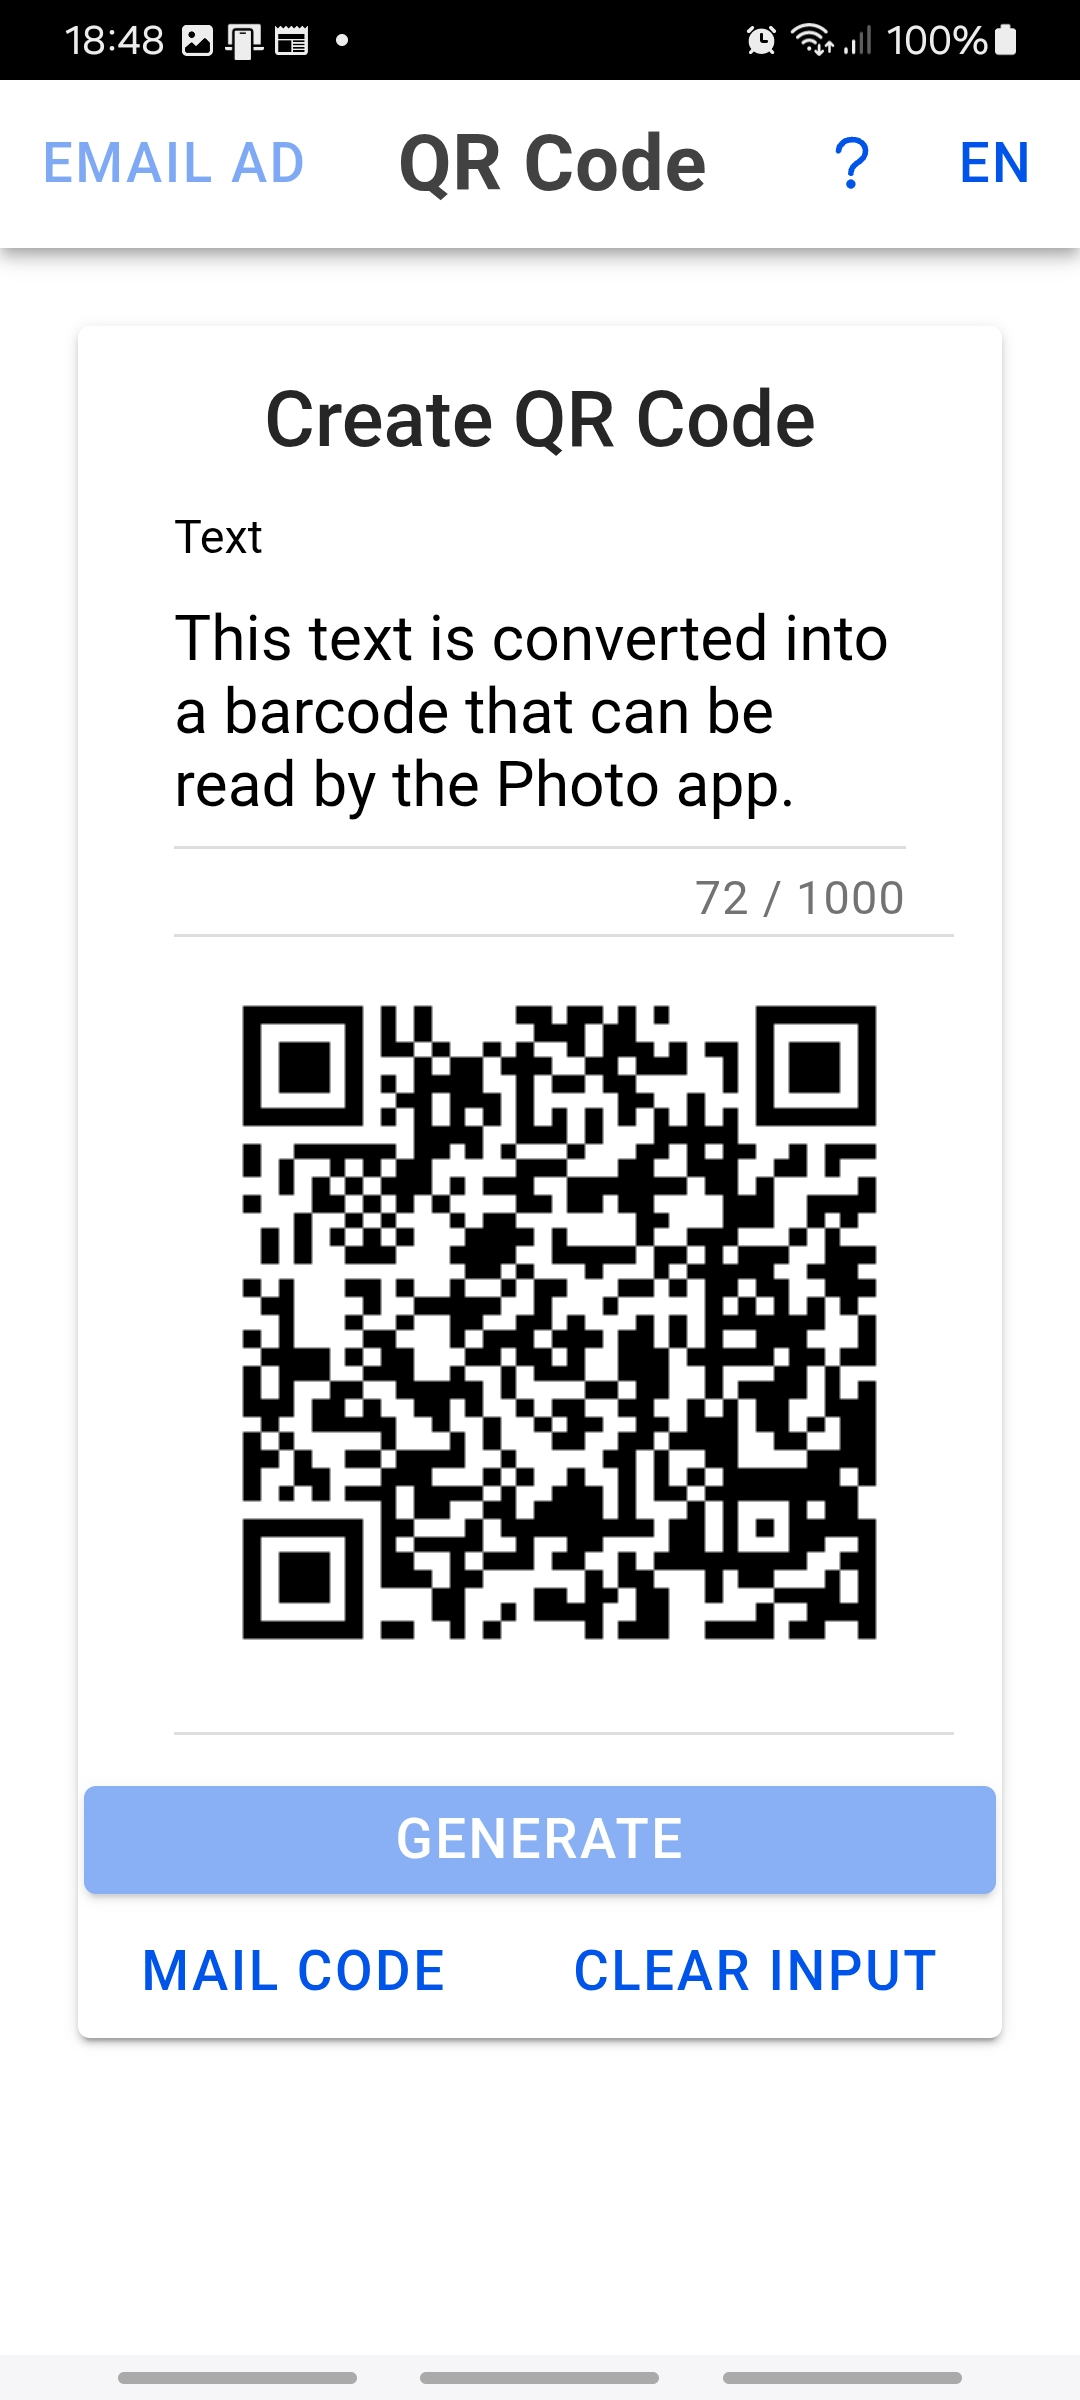 18:48 100%
EMAIL AD QR Code ? EN
Create QR Code
Text
This text is converted into
a barcode that can be
read by the Photo app.
72 / 1000
GENERATE
MAIL CODE CLEAR INPUT